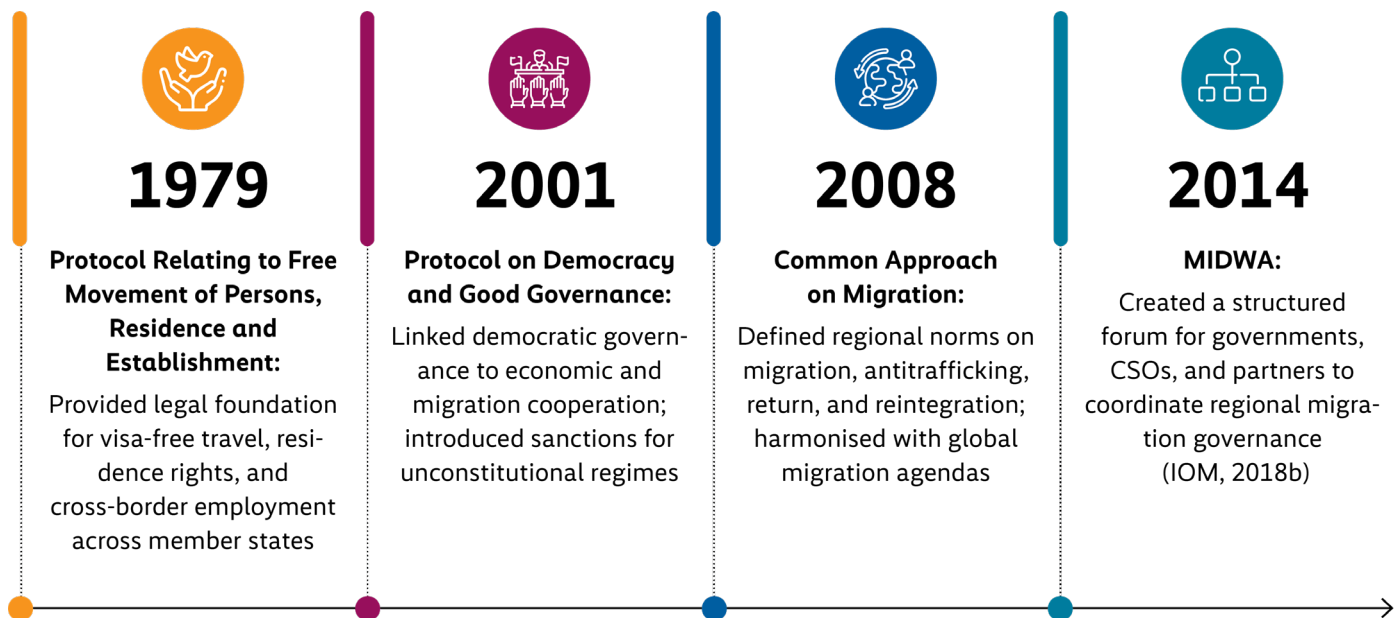 1979
Protocol Relating to Free
Movement of Persons,
Residence and
Establishment:
Provided legal foundation
for visa-free travel, resi-
dence rights, and
cross-border employment
across member states
2001
Protocol on Democracy
and Good Governance:
Linked democratic govern-
ance to economic and
migration cooperation;
introduced sanctions for
unconstitutional regimes
2008
Common Approach
on Migration:
Defined regional norms on
migration, antitrafficking,
return, and reintegration;
harmonised with global
migration agendas
2014
MIDWA:
Created a structured
forum for governments,
CSOs, and partners to
coordinate regional migra-
tion governance
(IOM, 2018b)